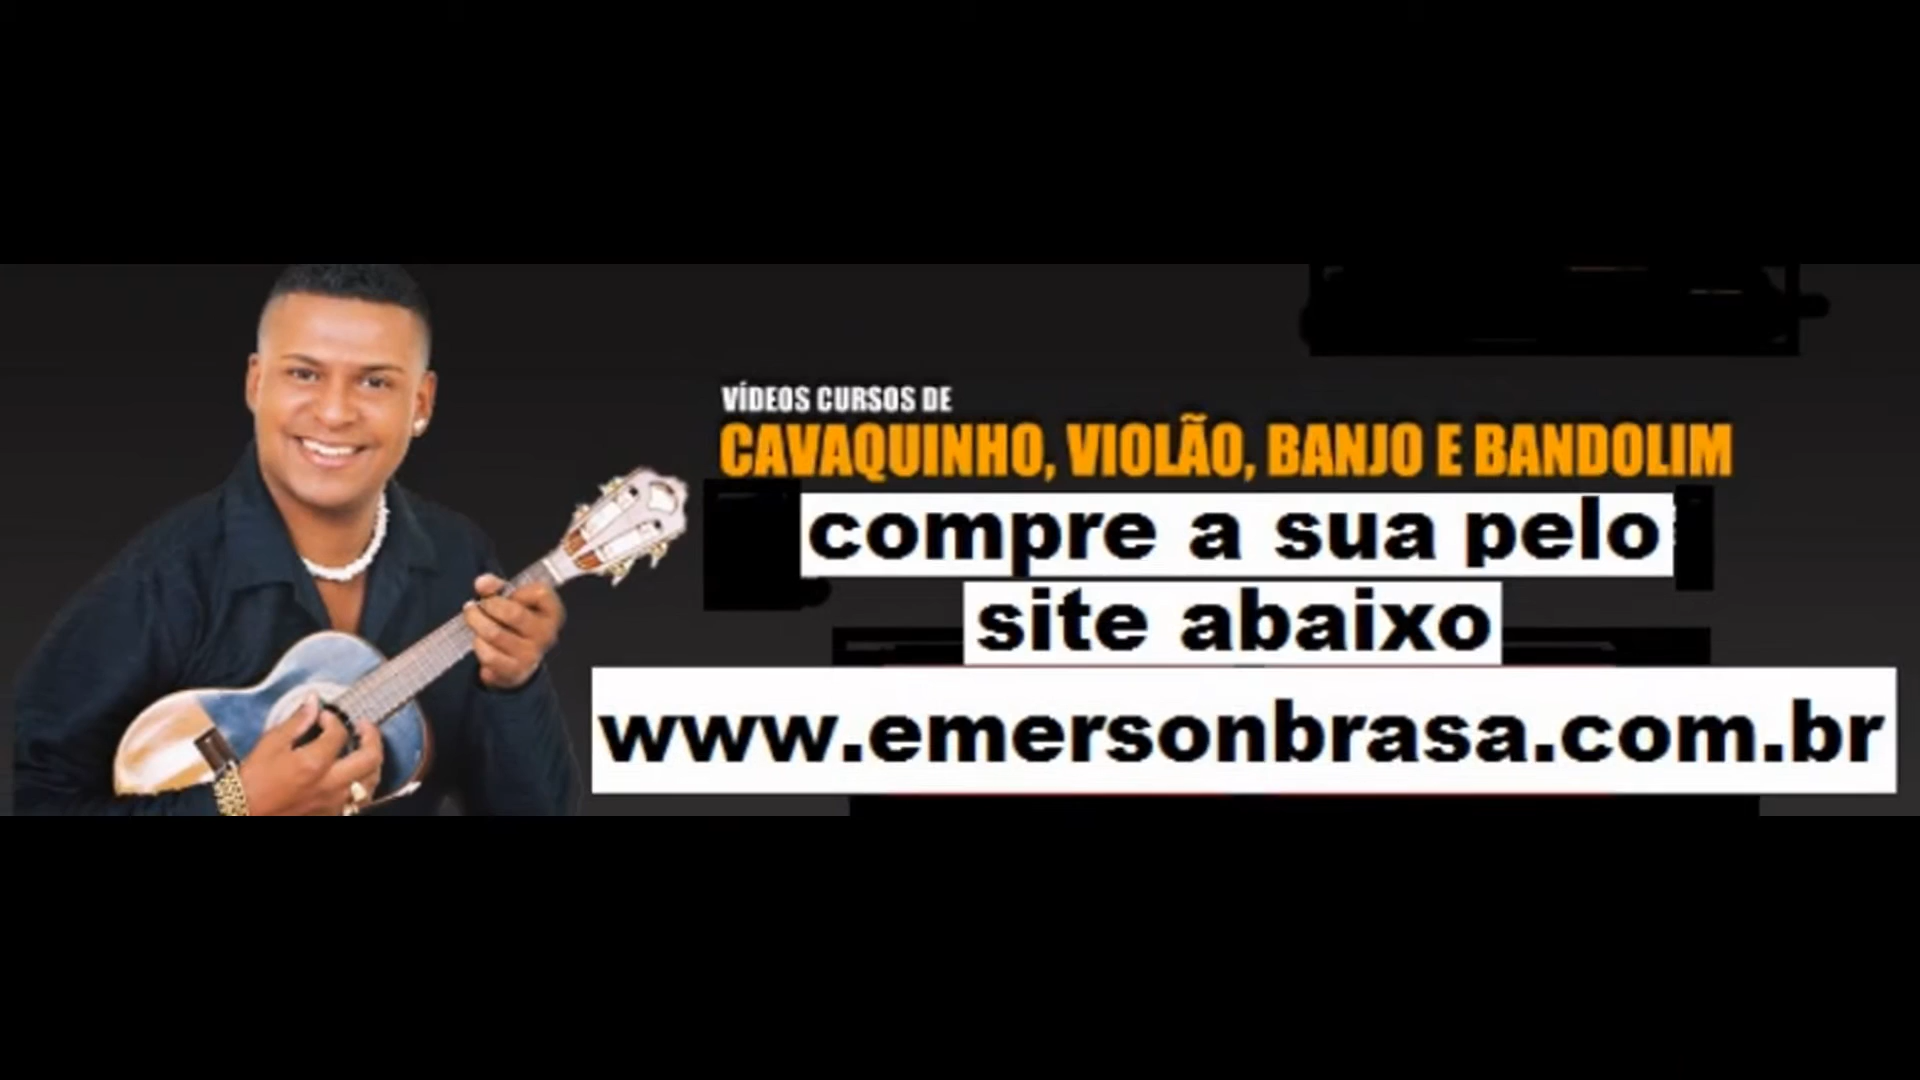 VÍDEOS CURSOS DE
CAVAQUINHO, VIOLÃO, BANJO E BANDOLIM
compre a sua pelo
site abaixo
www.emersonbrasa.com.br